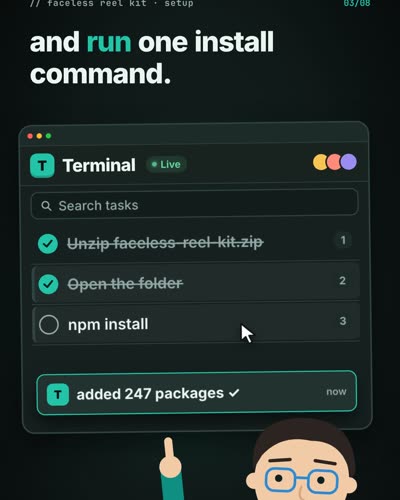 // faceless reel kit · setup
03/08
and run one install
command.
T Terminal • Live
Search tasks
Unzip faceless-reel-kit.zip 1
Open the folder 2
npm install 3
T added 247 packages ✓ now